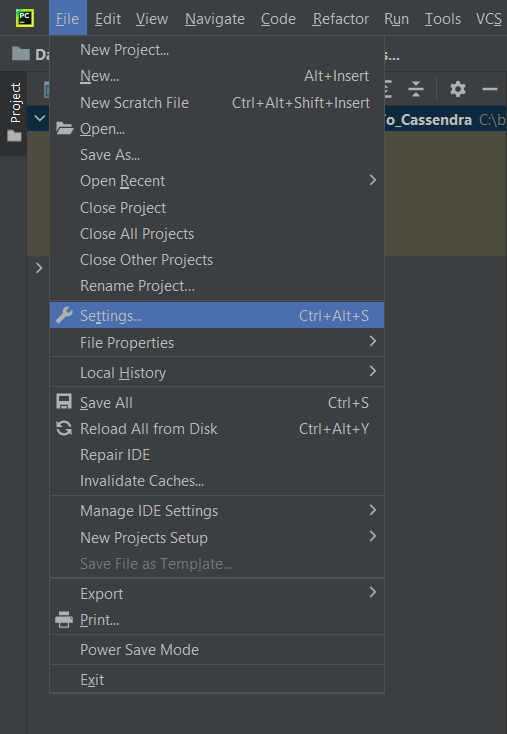 PC
File Edit View Navigate Code Refactor Run Tools VCS
Da
s...
Project
To_Cassendra C:\b
New Project...
New... Alt+Insert
New Scratch File Ctrl+Alt+Shift+Insert
Open...
Save As...
Open Recent
Close Project
Close All Projects
Close Other Projects
Rename Project...
Settings... Ctrl+Alt+S
File Properties
Local History
Save All Ctrl+S
Reload All from Disk Ctrl+Alt+Y
Repair IDE
Invalidate Caches...
Manage IDE Settings
New Projects Setup
Save File as Template...
Export
Print...
Power Save Mode
Exit